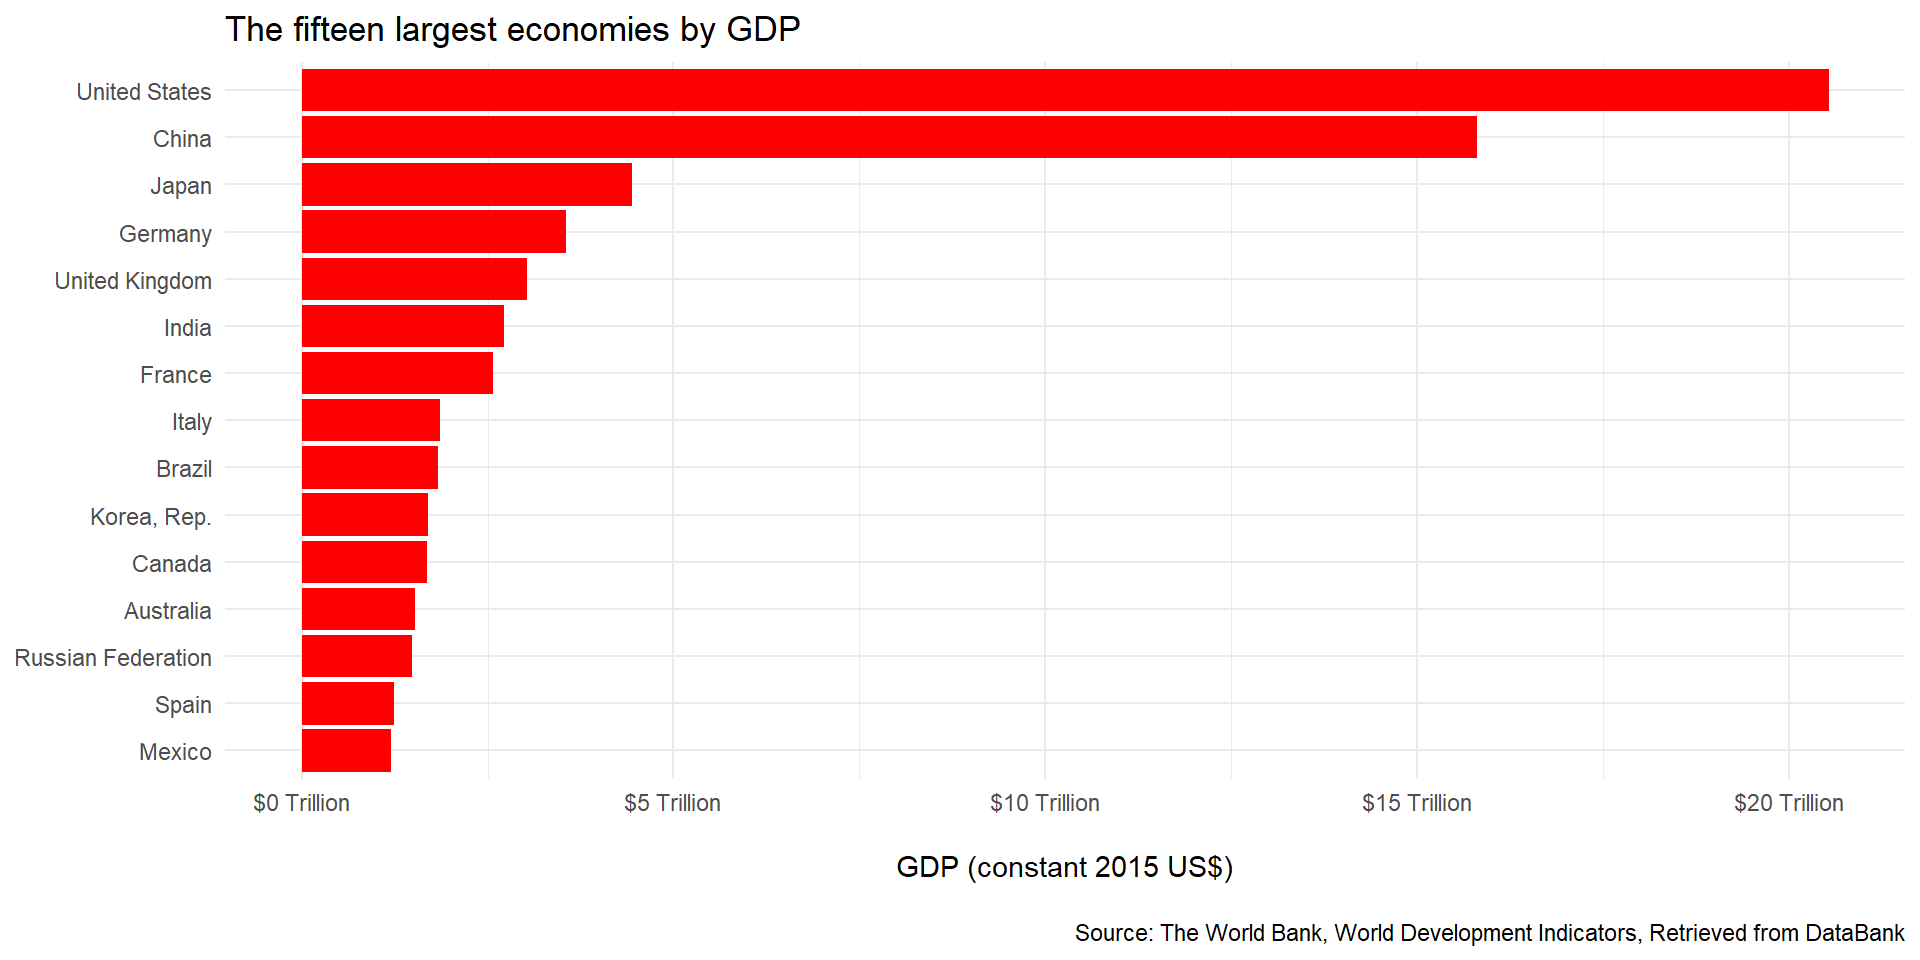 The fifteen largest economies by GDP
United States
China
Japan
Germany
United Kingdom
India
France
Italy
Brazil
Korea, Rep.
Canada
Australia
Russian Federation
Spain
Mexico
$0 Trillion
$5 Trillion
$10 Trillion
$15 Trillion
$20 Trillion
GDP (constant 2015 US$)
Source: The World Bank, World Development Indicators, Retrieved from DataBank